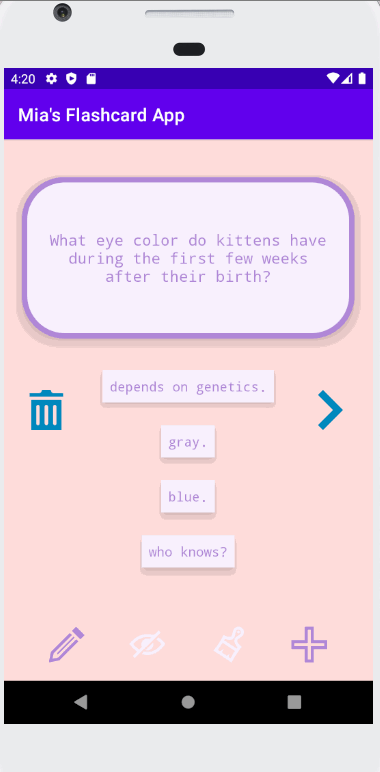 4:20
Mia's Flashcard App
What eye color do kittens have
during the first few weeks
after their birth?
depends on genetics.
gray.
blue.
who knows?